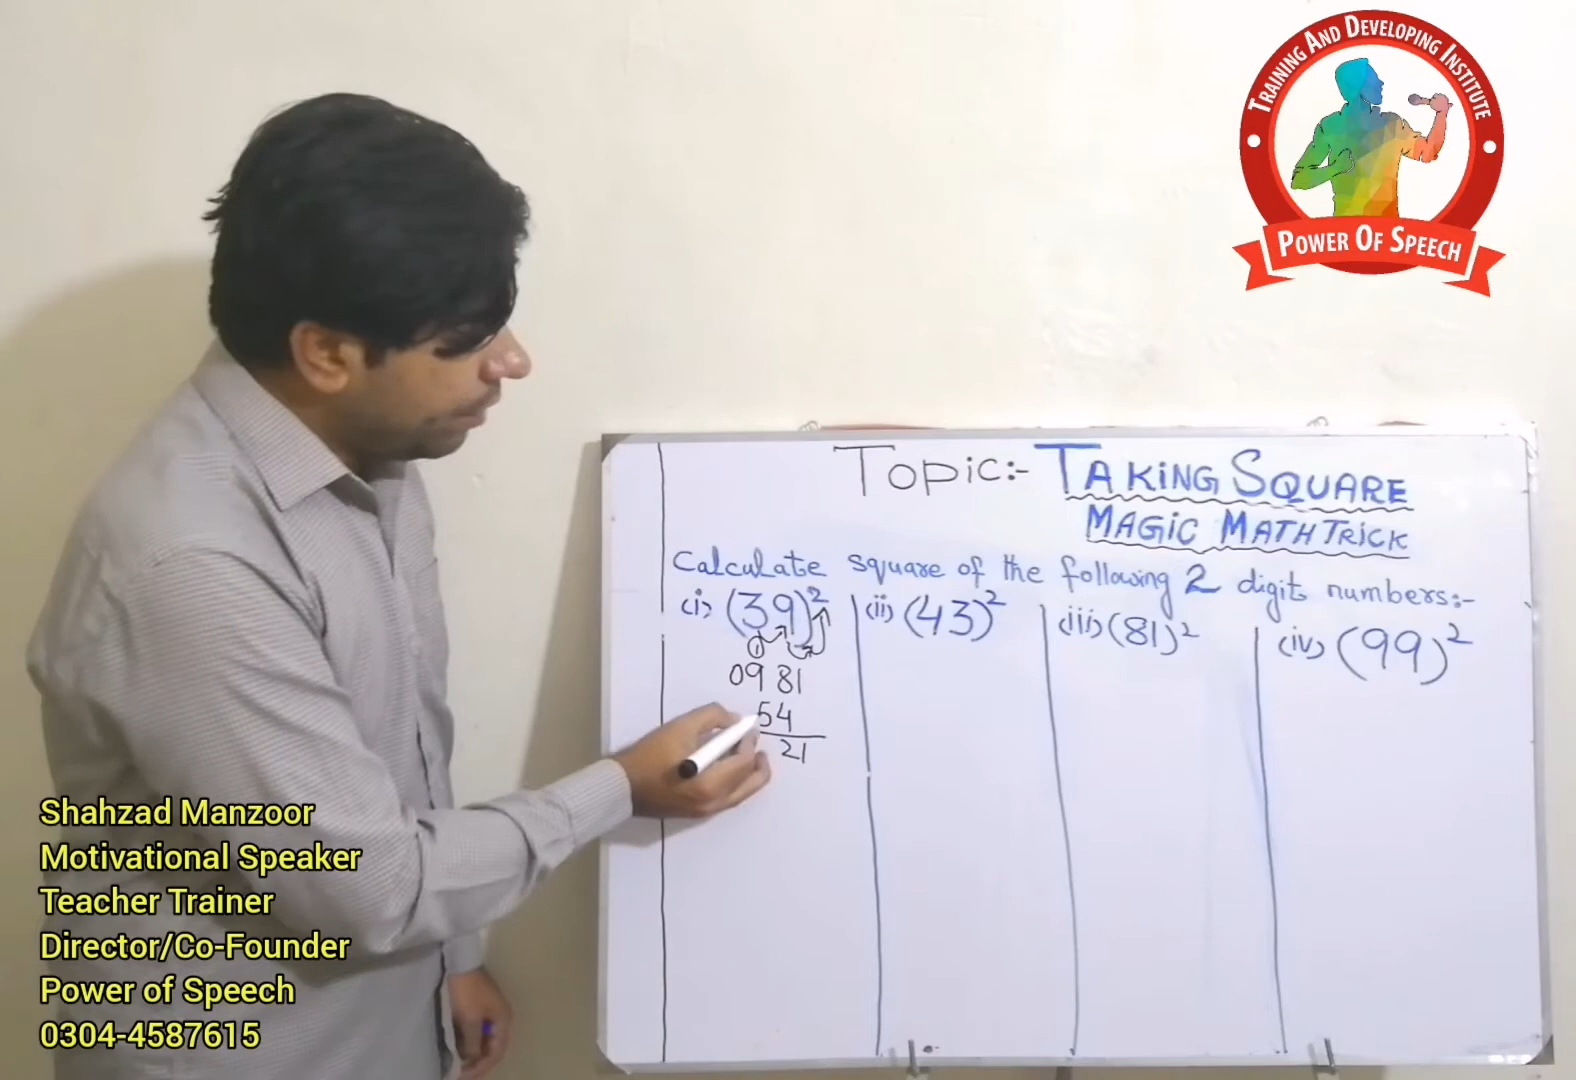 TRAINING AND DEVELOPING INSTITUTE
POWER OF SPEECH
Topic:- TAKING SQUARE
MAGIC MATH TRICK
Calculate square of the following 2 digit numbers:-
(i) (39)² (ii) (43)² (iii) (81)² (iv) (99)²
1
09 81
54
21
Shahzad Manzoor
Motivational Speaker
Teacher Trainer
Director/Co-Founder
Power of Speech
0304-4587615